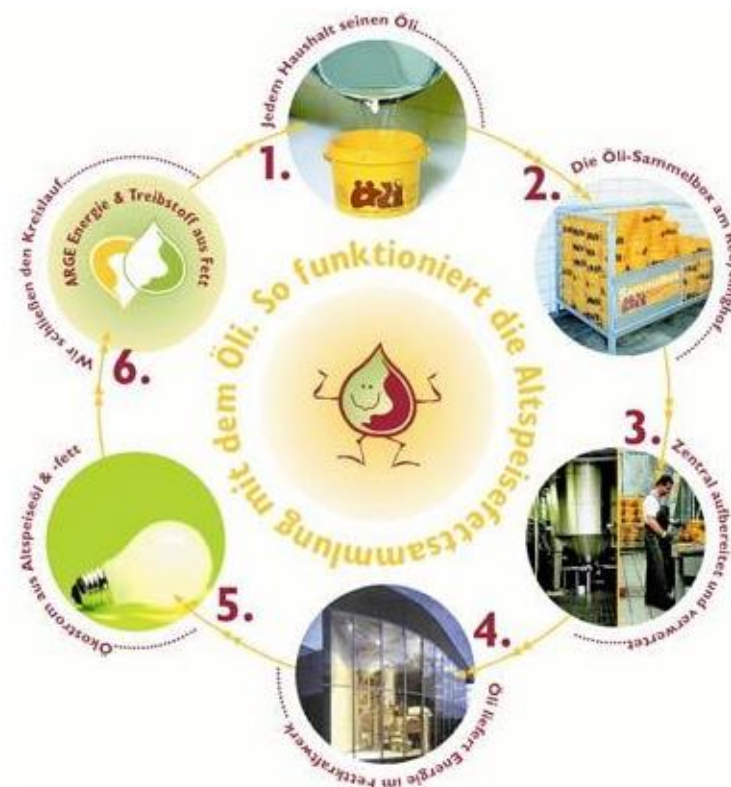 So funktioniert die Altspeisefettsammlung mit dem Öli.
1.
Jedem Haushalt seinen Öli......
öli
2.
Die Öli-Sammelbox am Recyclinghof......
3.
Zentral aufbereitet und verwertet......
4.
Öli liefert Energie im Fettkraftwerk......
5.
Ökostrom aus Altspeiseöl & -fett
6.
Wir schließen den Kreislauf......
ARGE Energie & Treibstoff aus Fett